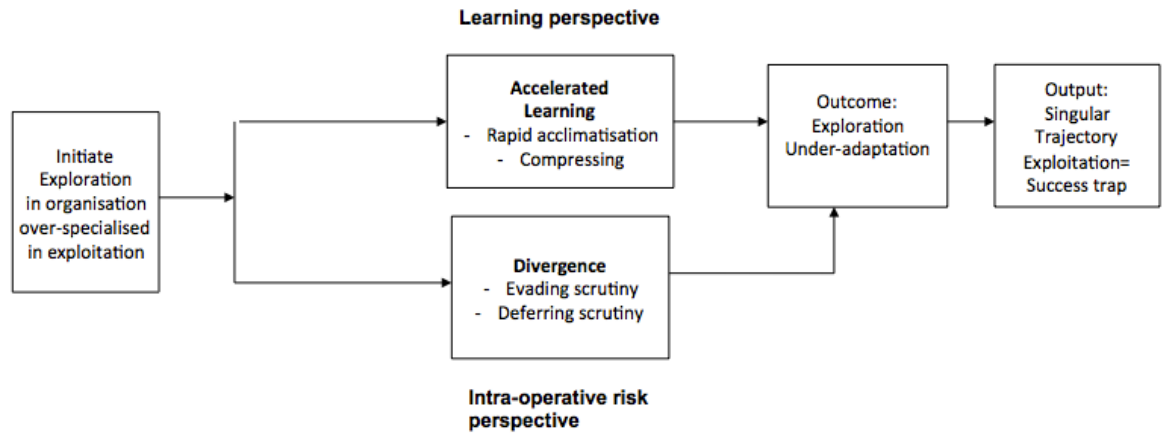 Learning perspective
Initiate
Exploration
in organisation
over-specialised
in exploitation
Accelerated
Learning
- Rapid acclimatisation
- Compressing
Divergence
- Evading scrutiny
- Deferring scrutiny
Intra-operative risk
perspective
Outcome:
Exploration
Under-adaptation
Output:
Singular
Trajectory
Exploitation=
Success trap